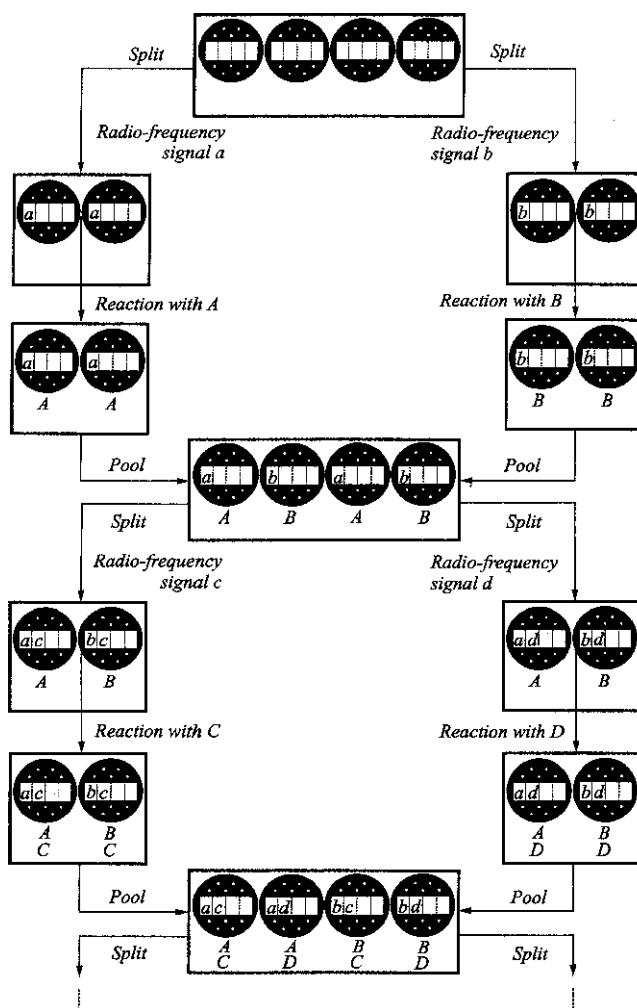 Split
Split
Radio-frequency
signal a
Radio-frequency
signal b
a a
b b
Reaction with A
Reaction with B
a a
A A
b b
B B
Pool
Pool
a b a b
A B A B
Split
Split
Radio-frequency
signal c
Radio-frequency
signal d
a c b c
A B
a d b d
A B
Reaction with C
Reaction with D
a c b c
A B
C C
a d b d
A B
D D
Pool
Pool
a c a d b c b d
A A B B
C D C D
Split
Split